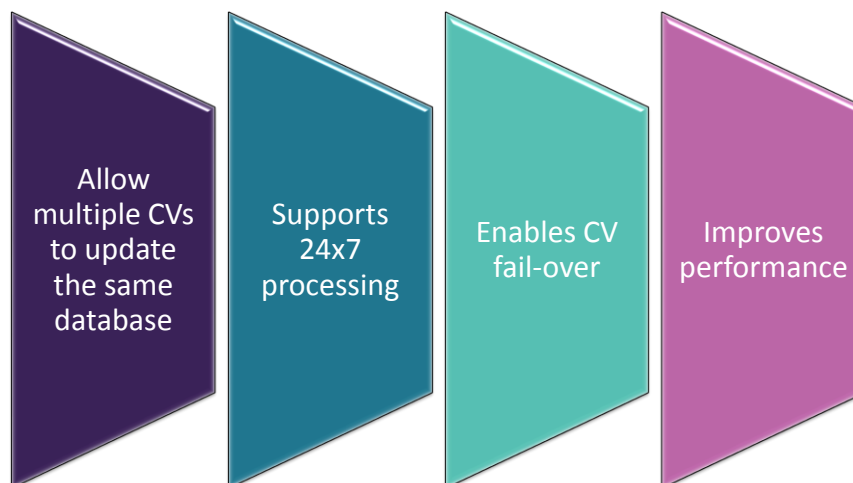 Allow
multiple CVs
to update
the same
database
Supports
24x7
processing
Enables CV
fail-over
Improves
performance